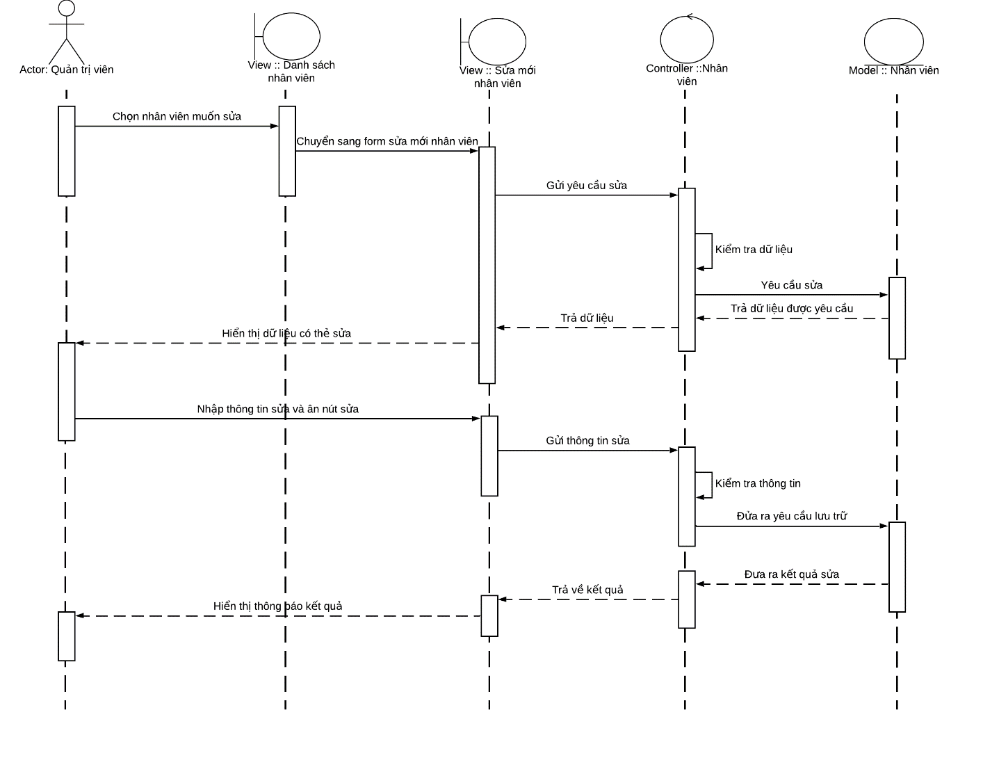 Actor: Quản trị viên
View :: Danh sách
nhân viên
View :: Sửa mới
nhân viên
Controller ::Nhân
viên
Model :: Nhân viên
Chọn nhân viên muốn sửa
Chuyển sang form sửa mới nhân viên
Gửi yêu cầu sửa
Kiểm tra dữ liệu
Yêu cầu sửa
Trả dữ liệu được yêu cầu
Trả dữ liệu
Hiển thị dữ liệu có thẻ sửa
Nhập thông tin sửa và ân nút sửa
Gửi thông tin sửa
Kiểm tra thông tin
Đửa ra yêu cầu lưu trữ
Đưa ra kết quả sửa
Trả về kết quả
Hiển thị thông báo kết quả